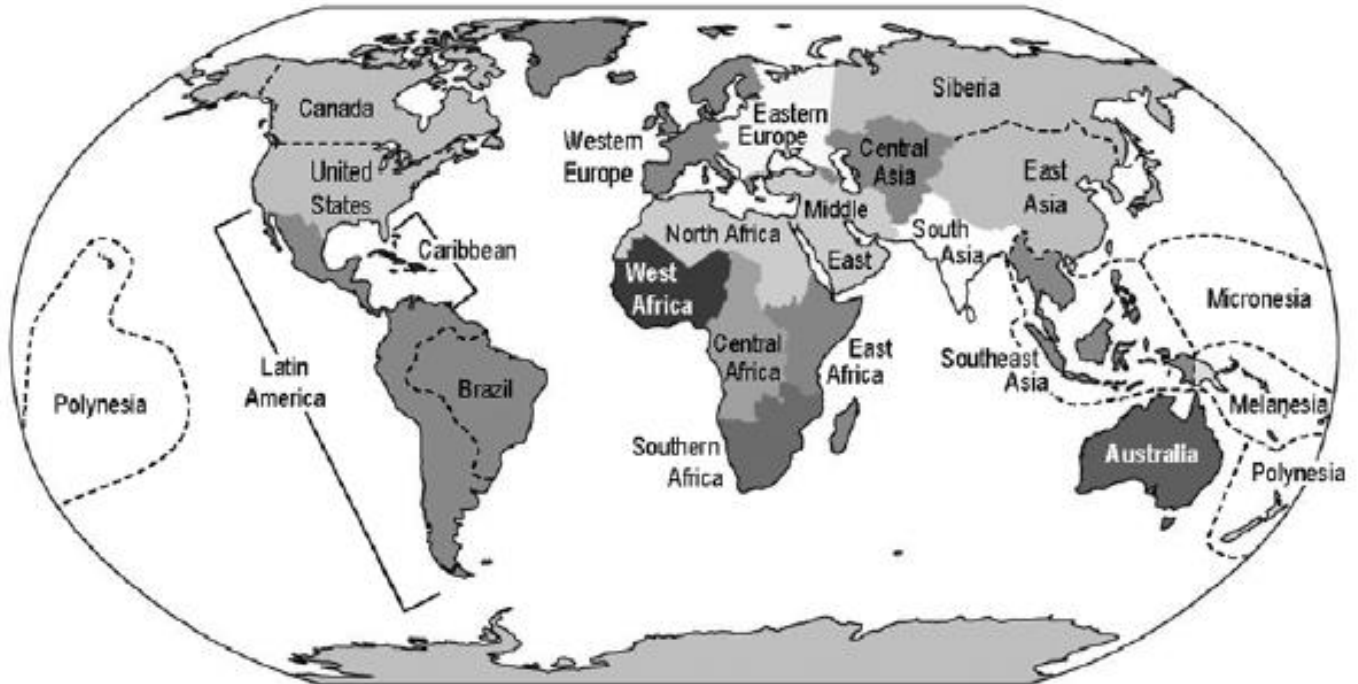 Canada
United
States
Caribbean
Latin
America
Brazil
Polynesia
Western
Europe
Eastern
Europe
Siberia
Central
Asia
East
Asia
Middle
East
South
Asia
North Africa
West
Africa
Central
Africa
East
Africa
Southern
Africa
Southeast
Asia
Micronesia
Melanesia
Australia
Polynesia